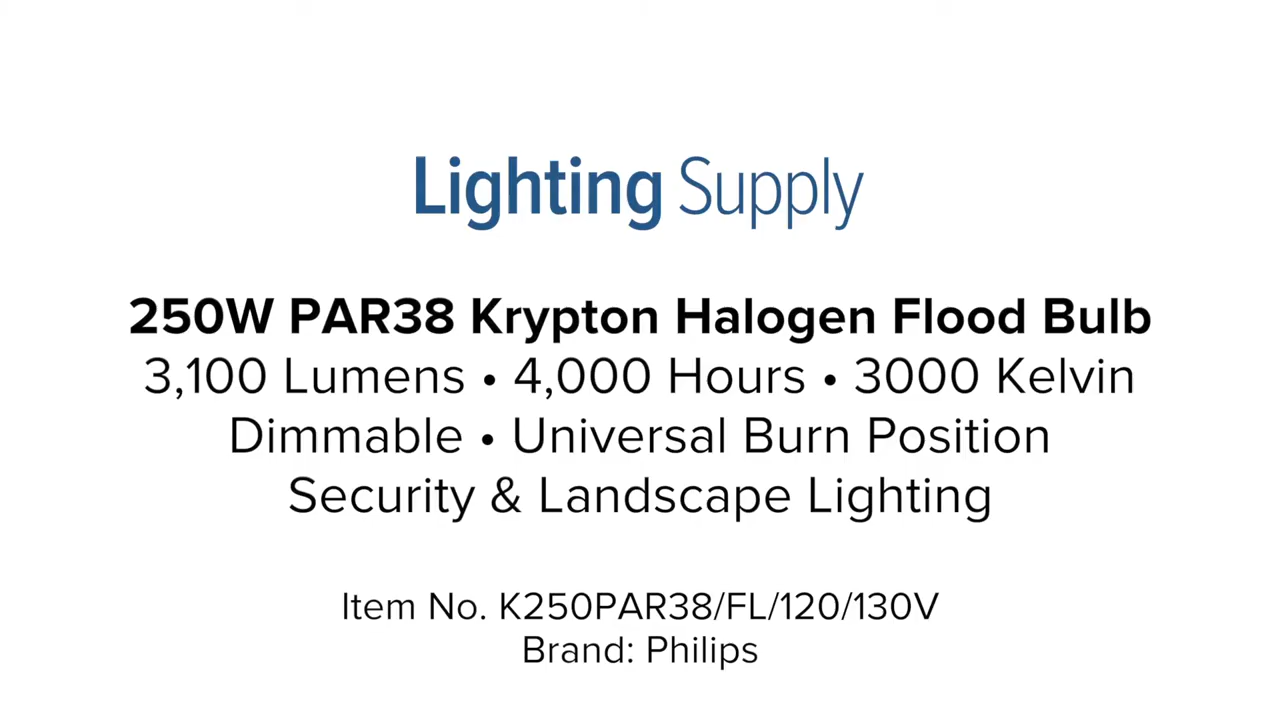 Lighting Supply
250W PAR38 Krypton Halogen Flood Bulb
3,100 Lumens • 4,000 Hours • 3000 Kelvin
Dimmable • Universal Burn Position
Security & Landscape Lighting
Item No. K250PAR38/FL/120/130V
Brand: Philips